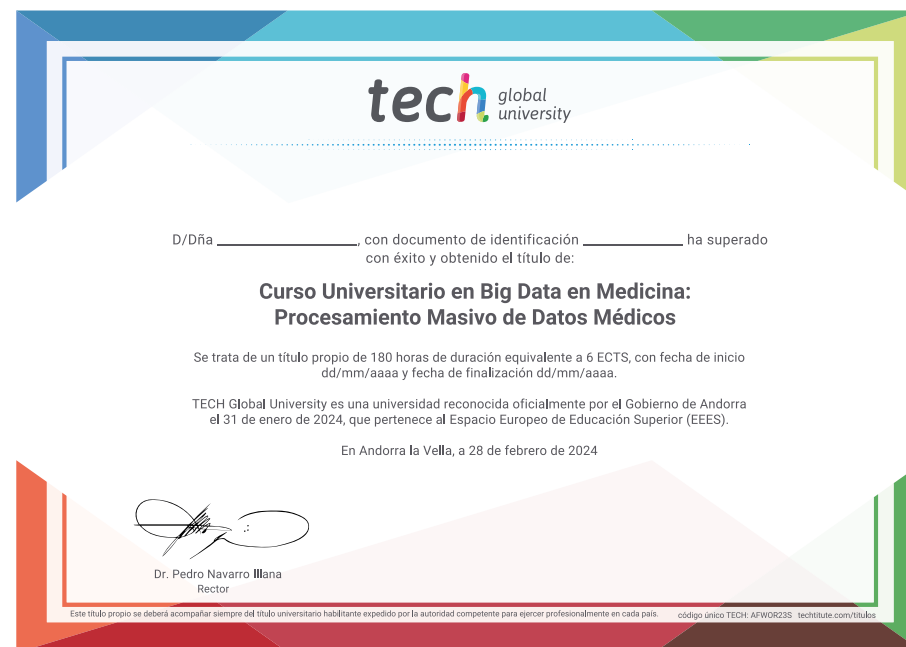 tech global university
D/Dña ____________________, con documento de identificación ______________ ha superado
con éxito y obtenido el título de:
Curso Universitario en Big Data en Medicina:
Procesamiento Masivo de Datos Médicos
Se trata de un título propio de 180 horas de duración equivalente a 6 ECTS, con fecha de inicio
dd/mm/aaaa y fecha de finalización dd/mm/aaaa.
TECH Global University es una universidad reconocida oficialmente por el Gobierno de Andorra
el 31 de enero de 2024, que pertenece al Espacio Europeo de Educación Superior (EEES).
En Andorra la Vella, a 28 de febrero de 2024
Dr. Pedro Navarro Illana
Rector
Este título propio se deberá acompañar siempre del título universitario habilitante expedido por la autoridad competente para ejercer profesionalmente en cada país.
código único TECH: AFWOR23S techtitute.com/titulos